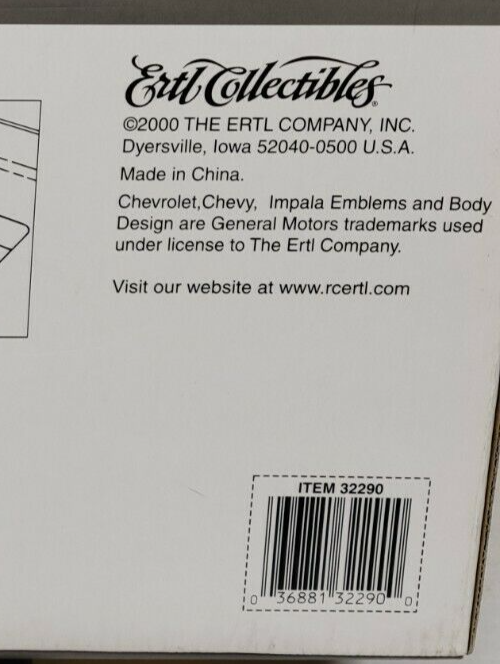 Ertl Collectibles®
©2000 THE ERTL COMPANY, INC.
Dyersville, Iowa 52040-0500 U.S.A.
Made in China.
Chevrolet,Chevy, Impala Emblems and Body
Design are General Motors trademarks used
under license to The Ertl Company.
Visit our website at www.rcertl.com
ITEM 32290
0 36881 32290 0